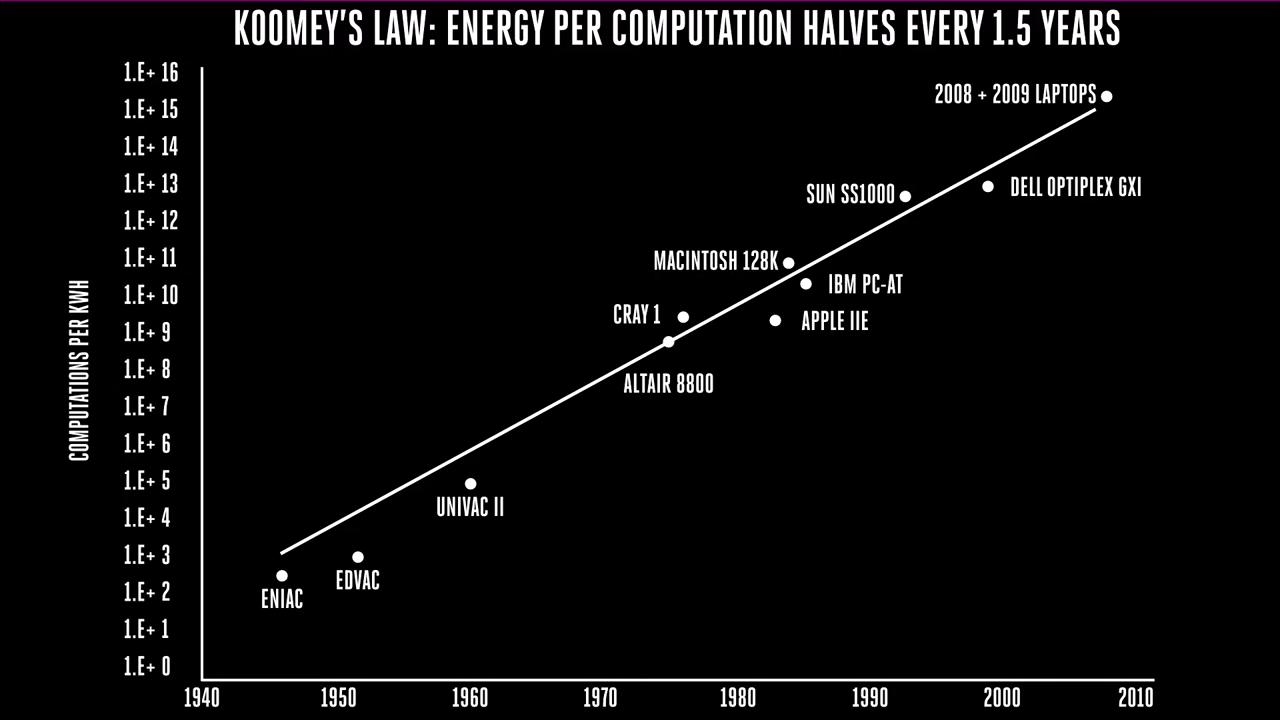 KOOMEY'S LAW: ENERGY PER COMPUTATION HALVES EVERY 1.5 YEARS
COMPUTATIONS PER KWH
1.E+ 16
1.E+ 15
1.E+ 14
1.E+ 13
1.E+ 12
1.E+ 11
1.E+ 10
1.E+ 9
1.E+ 8
1.E+ 7
1.E+ 6
1.E+ 5
1.E+ 4
1.E+ 3
1.E+ 2
1.E+ 1
1.E+ 0
2008 + 2009 LAPTOPS
DELL OPTIPLEX GXI
SUN SS1000
MACINTOSH 128K
IBM PC-AT
CRAY 1
APPLE IIE
ALTAIR 8800
UNIVAC II
EDVAC
ENIAC
1940 1950 1960 1970 1980 1990 2000 2010